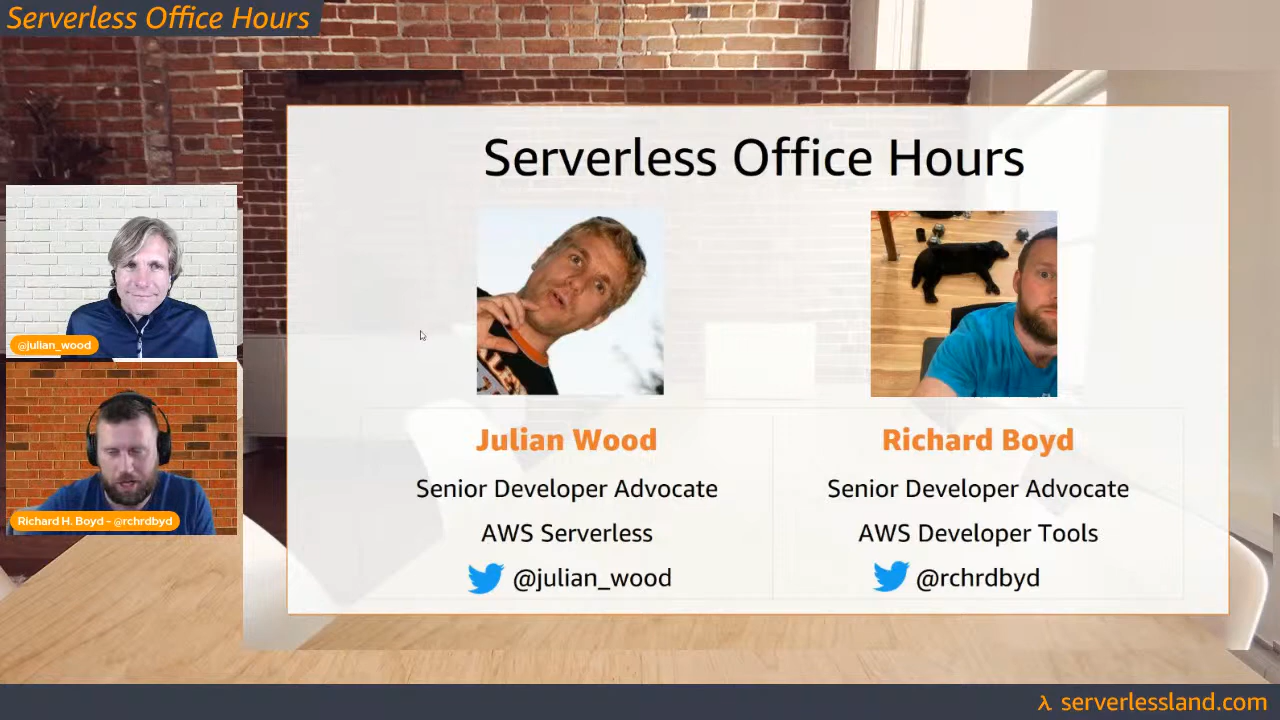 Serverless Office Hours
Serverless Office Hours
@julian_wood
Richard H. Boyd - @rchrdbyd
Julian Wood
Senior Developer Advocate
AWS Serverless
@julian_wood
Richard Boyd
Senior Developer Advocate
AWS Developer Tools
@rchrdbyd
λ serverlessland.com